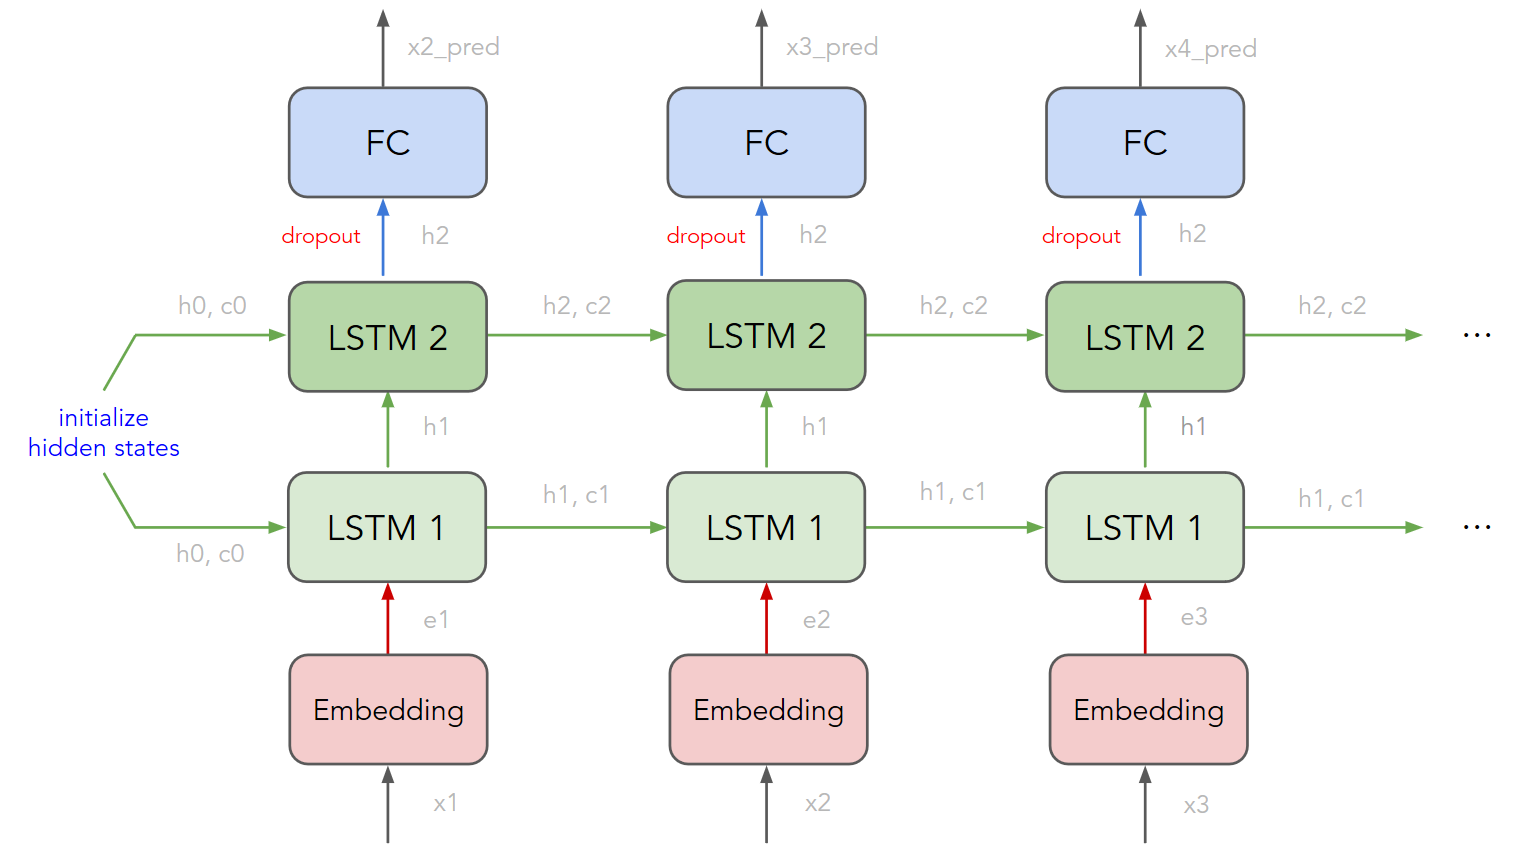 x2_pred
x3_pred
x4_pred
FC
FC
FC
dropout
h2
dropout
h2
dropout
h2
h0, c0
h2, c2
h2, c2
h2, c2
LSTM 2
LSTM 2
LSTM 2
...
initialize
hidden states
h1
h1
h1
h1, c1
h1, c1
h1, c1
LSTM 1
LSTM 1
LSTM 1
...
h0, c0
e1
e2
e3
Embedding
Embedding
Embedding
x1
x2
x3